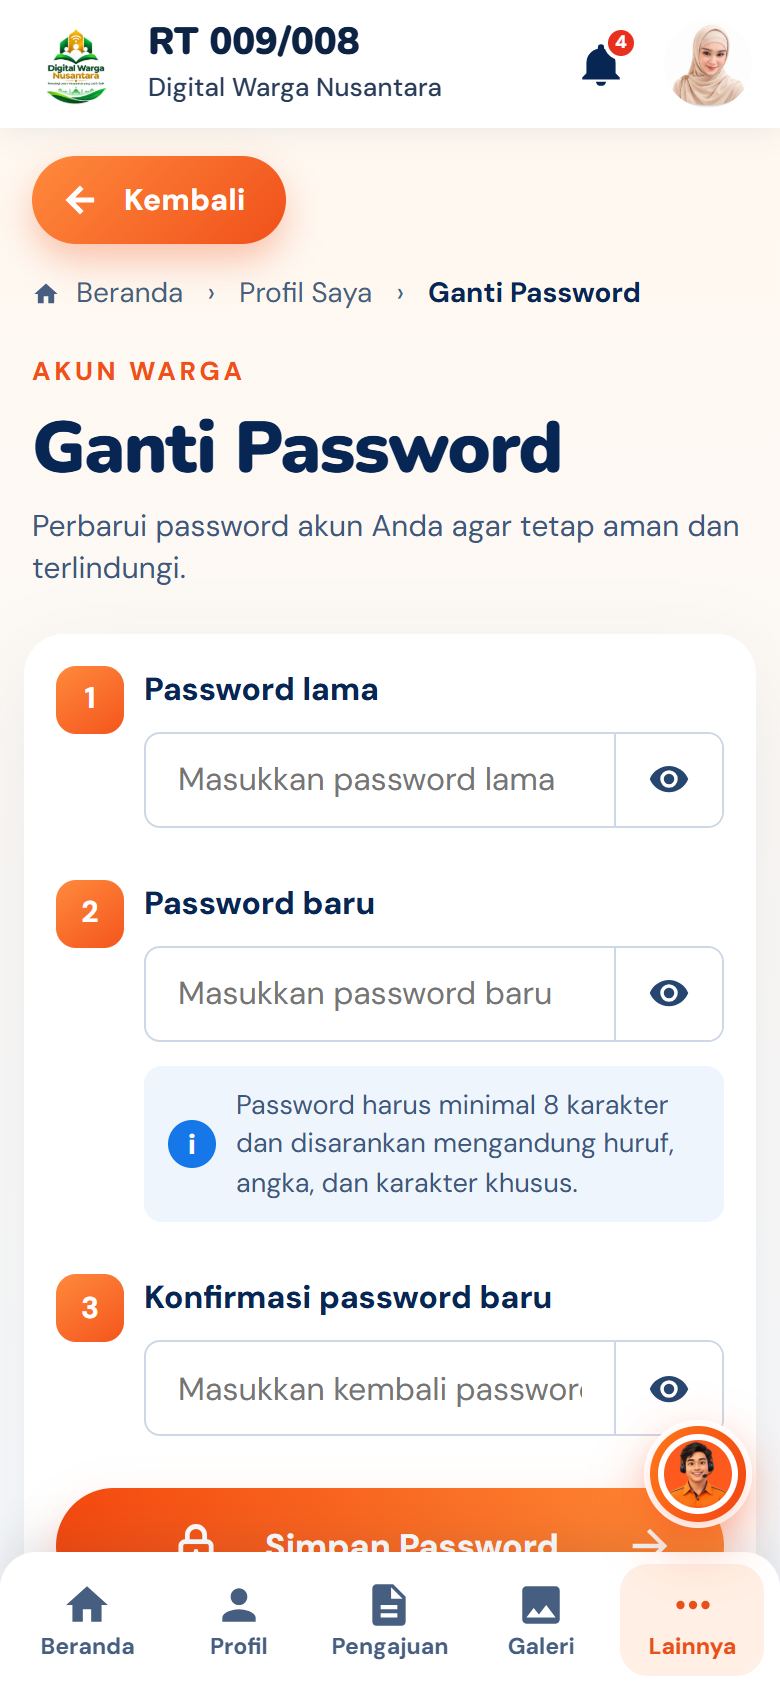 RT 009/008
Digital Warga Nusantara
4
Digital Warga
Nusantara
Kembali
Beranda › Profil Saya › Ganti Password
AKUN WARGA
Ganti Password
Perbarui password akun Anda agar tetap aman dan
terlindungi.
1
Password lama
Masukkan password lama
2
Password baru
Masukkan password baru
i
Password harus minimal 8 karakter
dan disarankan mengandung huruf,
angka, dan karakter khusus.
3
Konfirmasi password baru
Masukkan kembali passwor
Simpan Password
Beranda
Profil
Pengajuan
Galeri
Lainnya